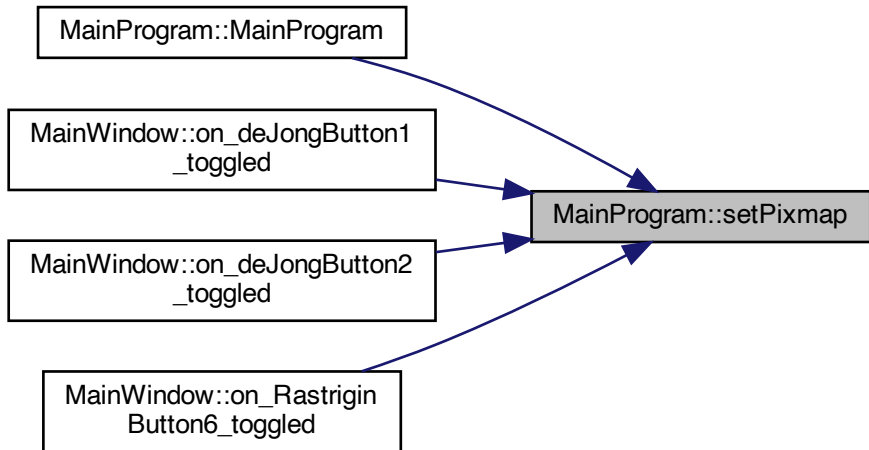 MainProgram::MainProgram
MainWindow::on_deJongButton1
_toggled
MainProgram::setPixmap
MainWindow::on_deJongButton2
_toggled
MainWindow::on_Rastrigin
Button6_toggled